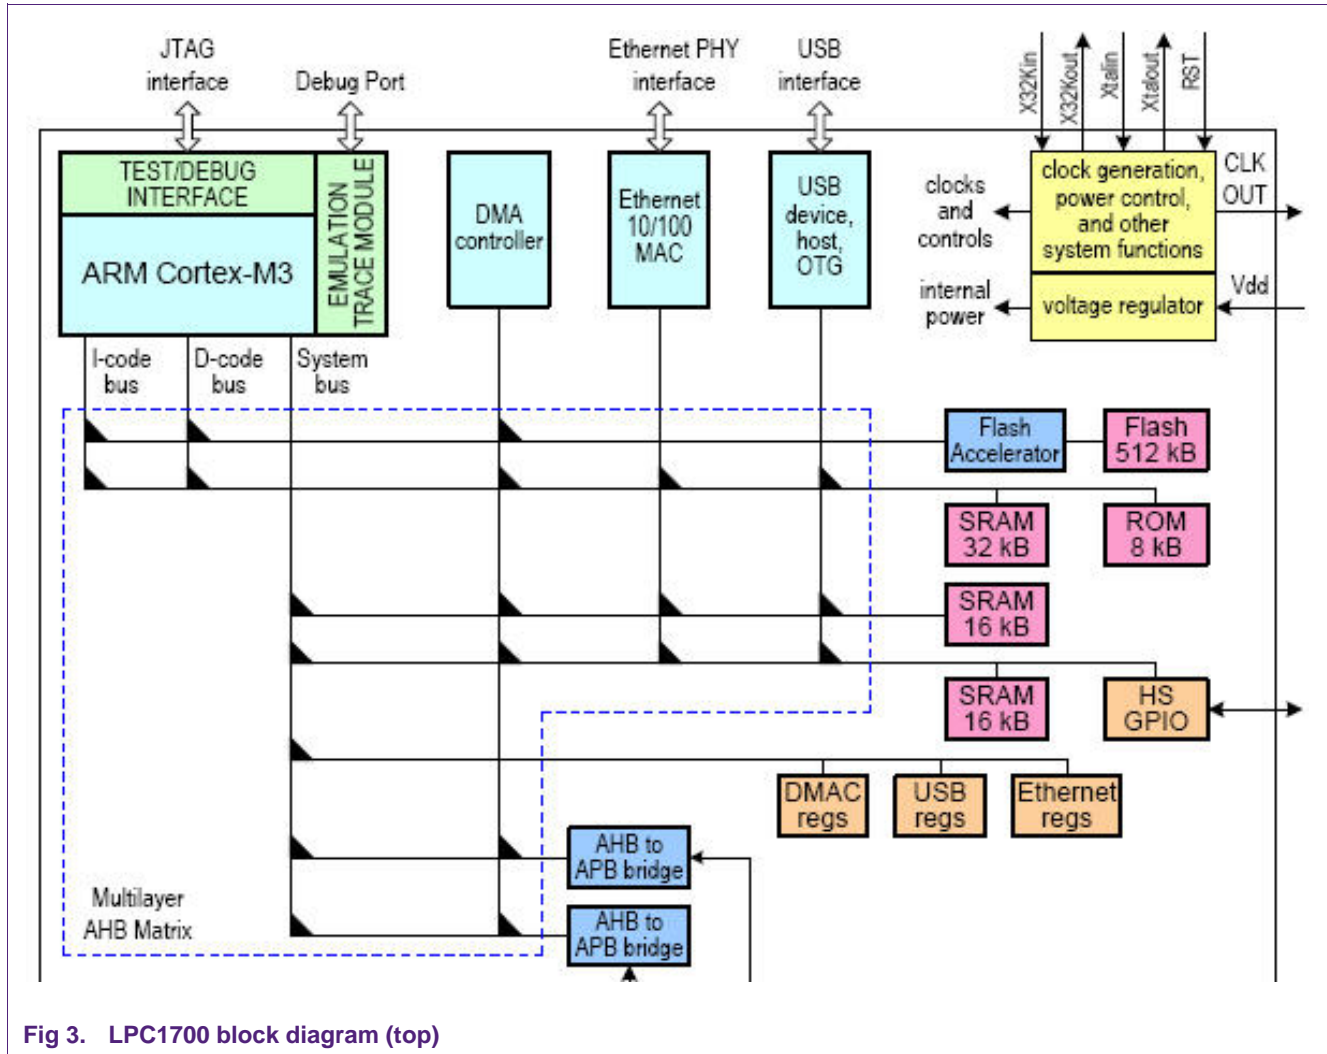 JTAG
interface
Debug Port
Ethernet PHY
interface
USB
interface
X32Kin
X32Kout
Xtalin
Xtalout
RST
TEST/DEBUG
INTERFACE
ARM Cortex-M3
EMULATION
TRACE MODULE
DMA
controller
Ethernet
10/100
MAC
USB
device,
host,
OTG
clocks
and
controls
internal
power
clock generation,
power control,
and other
system functions
voltage regulator
CLK
OUT
Vdd
I-code
bus
D-code
bus
System
bus
Flash
Accelerator
Flash
512 kB
SRAM
32 kB
ROM
8 kB
SRAM
16 kB
SRAM
16 kB
HS
GPIO
DMAC
regs
USB
regs
Ethernet
regs
AHB to
APB bridge
AHB to
APB bridge
Multilayer
AHB Matrix
Fig 3. LPC1700 block diagram (top)